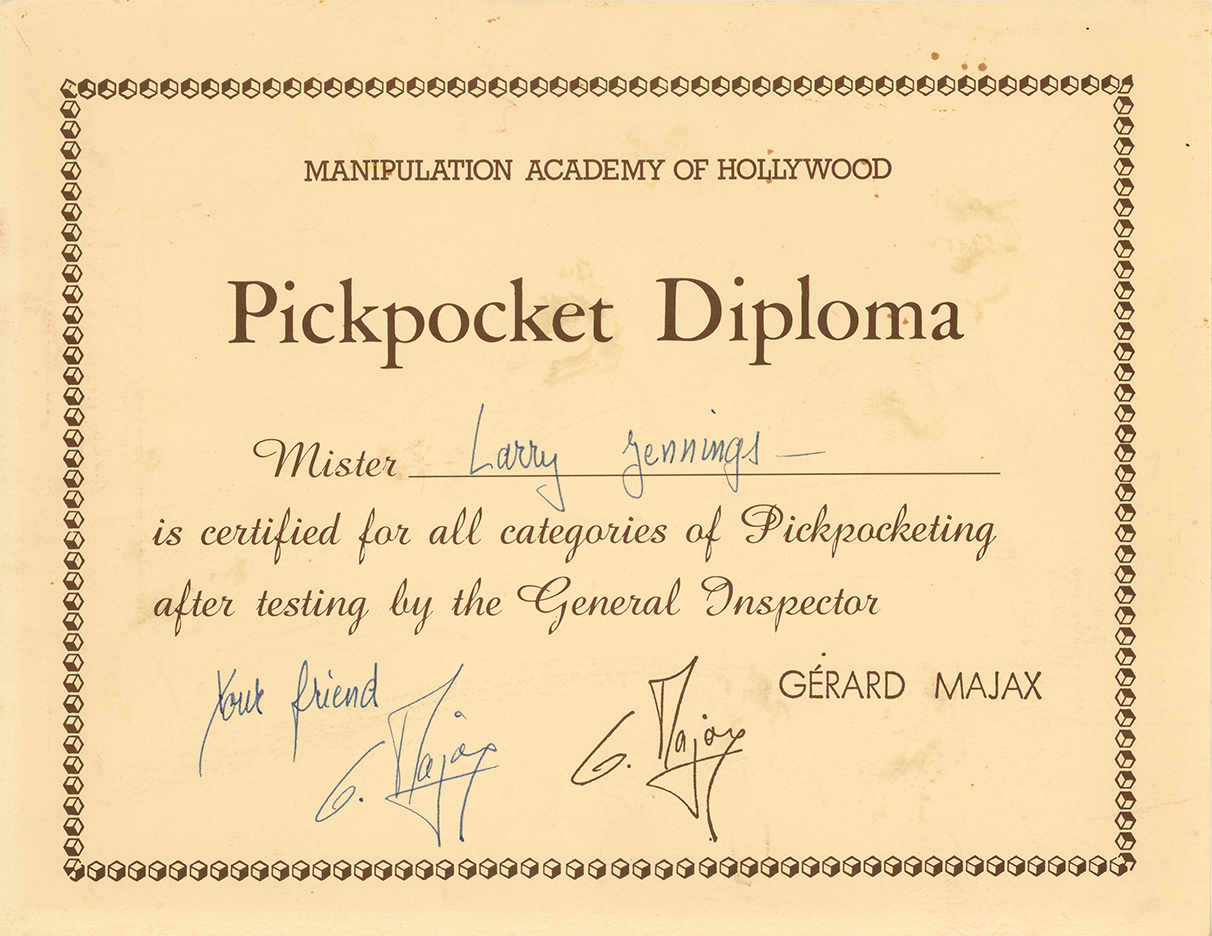 MANIPULATION ACADEMY OF HOLLYWOOD
Pickpocket Diploma
Mister Larry Jennings —
is certified for all categories of Pickpocketing
after testing by the General Inspector
GÉRARD MAJAX
Your friend
G. Majax
G. Majax